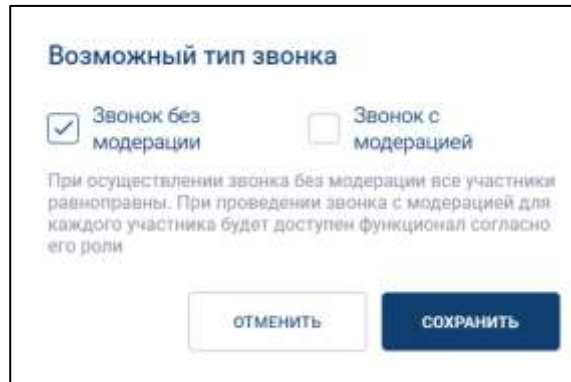 Возможный тип звонка
Звонок без
модерации
Звонок с
модерацией
При осуществлении звонка без модерации все участники
равноправны. При проведении звонка с модерацией для
каждого участника будет доступен функционал согласно
его роли
ОТМЕНИТЬ
СОХРАНИТЬ